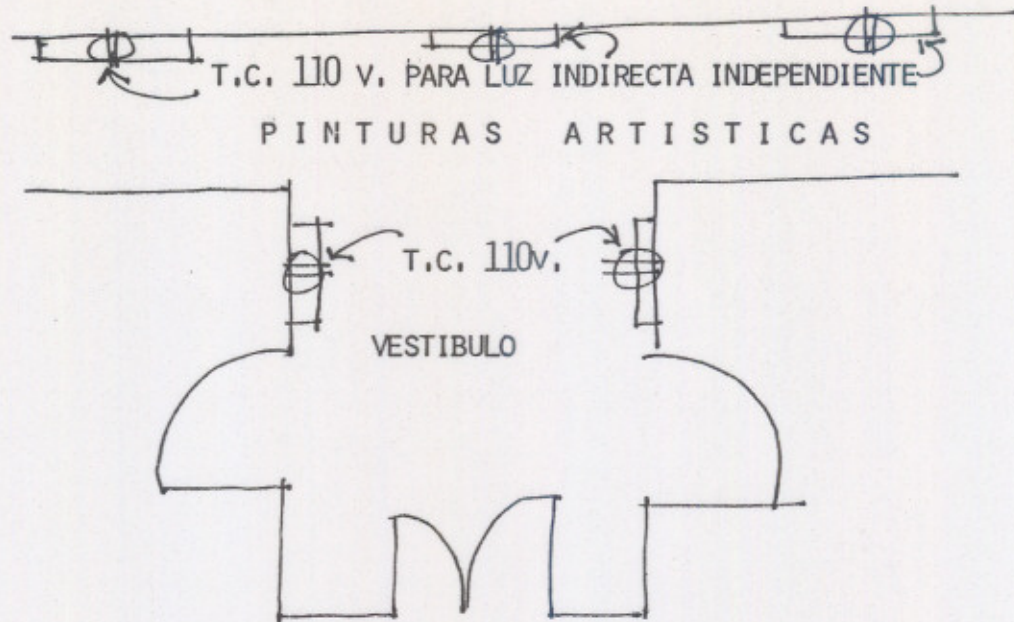 T.C. 110 V. PARA LUZ INDIRECTA INDEPENDIENTE
PINTURAS ARTISTICAS
T.C. 110v.
VESTIBULO